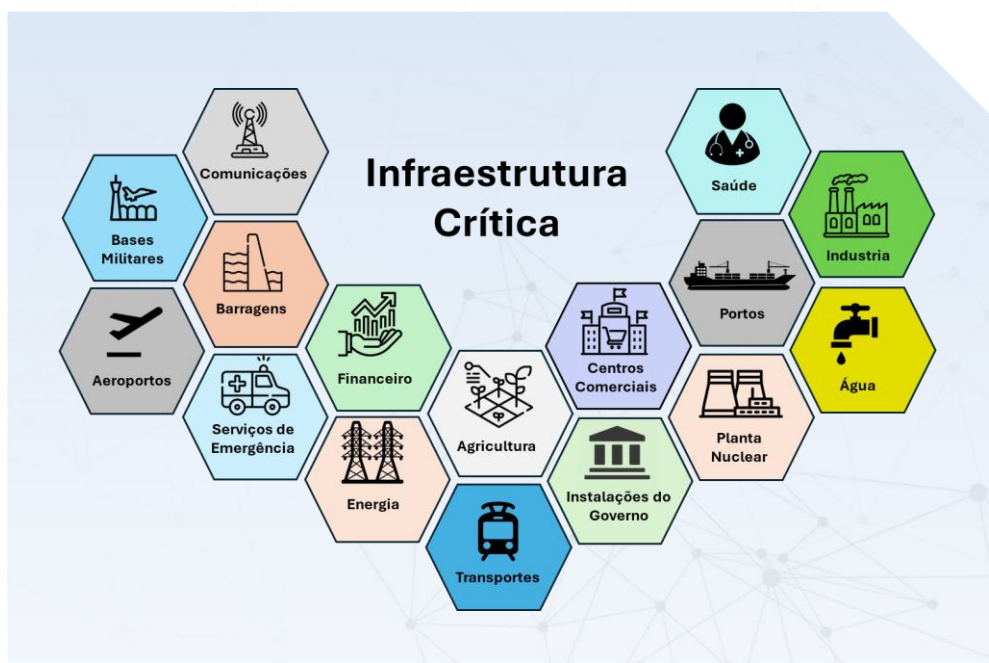 Infraestrutura
Crítica
Comunicações
Bases
Militares
Barragens
Aeroportos
Serviços de
Emergência
Financeiro
Energia
Agricultura
Transportes
Centros
Comerciais
Instalações do
Governo
Saúde
Industria
Portos
Água
Planta
Nuclear